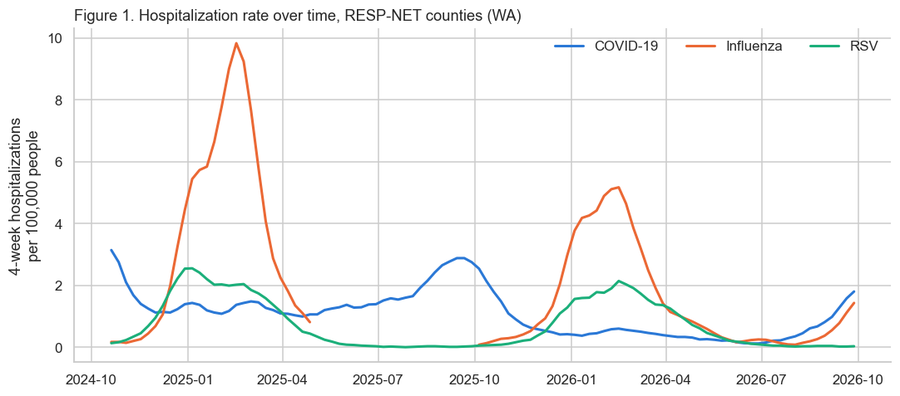 Figure 1. Hospitalization rate over time, RESP-NET counties (WA)
COVID-19 Influenza RSV
4-week hospitalizations
per 100,000 people
10
8
6
4
2
0
2024-10 2025-01 2025-04 2025-07 2025-10 2026-01 2026-04 2026-07 2026-10